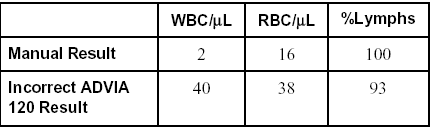 WBC/µL RBC/µL %Lymphs
Manual Result 2 16 100
Incorrect ADVIA 40 38 93
120 Result